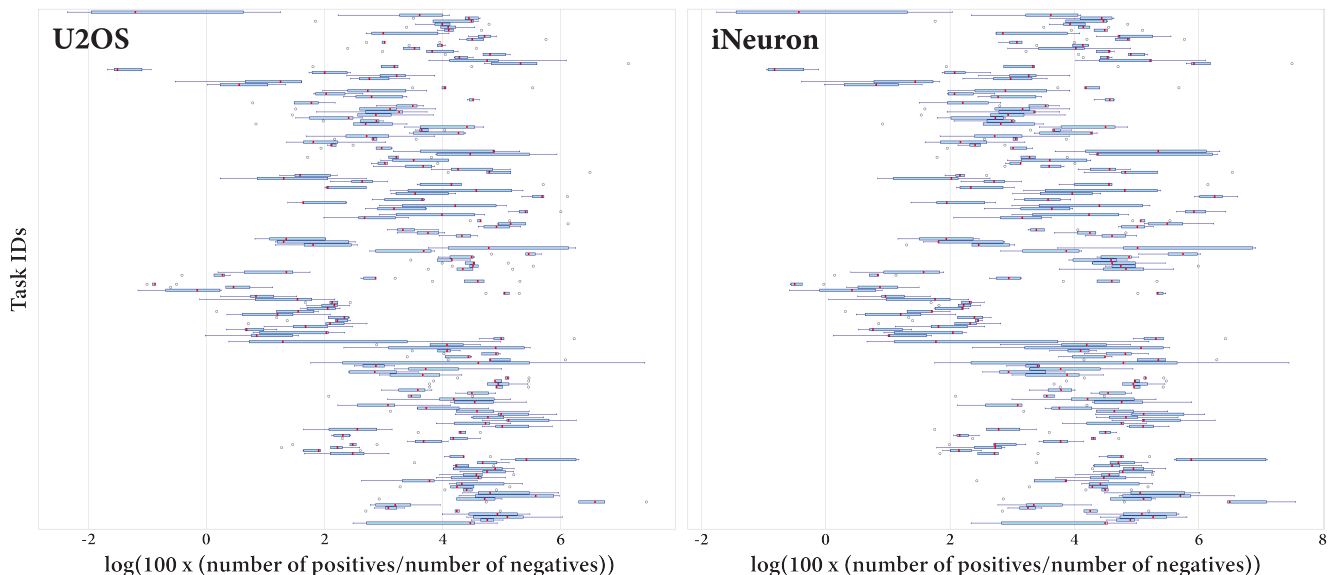 U2OS
iNeuron
Task IDs
-2 0 2 4 6
-2 0 2 4 6 8
log(100 x (number of positives/number of negatives))
log(100 x (number of positives/number of negatives))